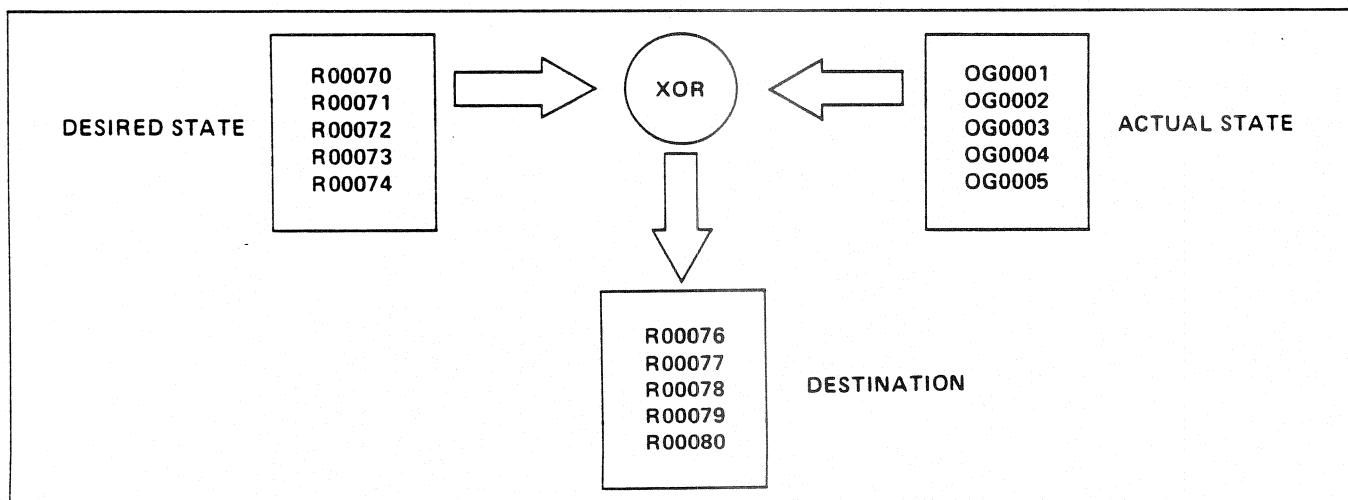 DESIRED STATE
R00070
R00071
R00072
R00073
R00074
XOR
OG0001
OG0002
OG0003
OG0004
OG0005
ACTUAL STATE
R00076
R00077
R00078
R00079
R00080
DESTINATION